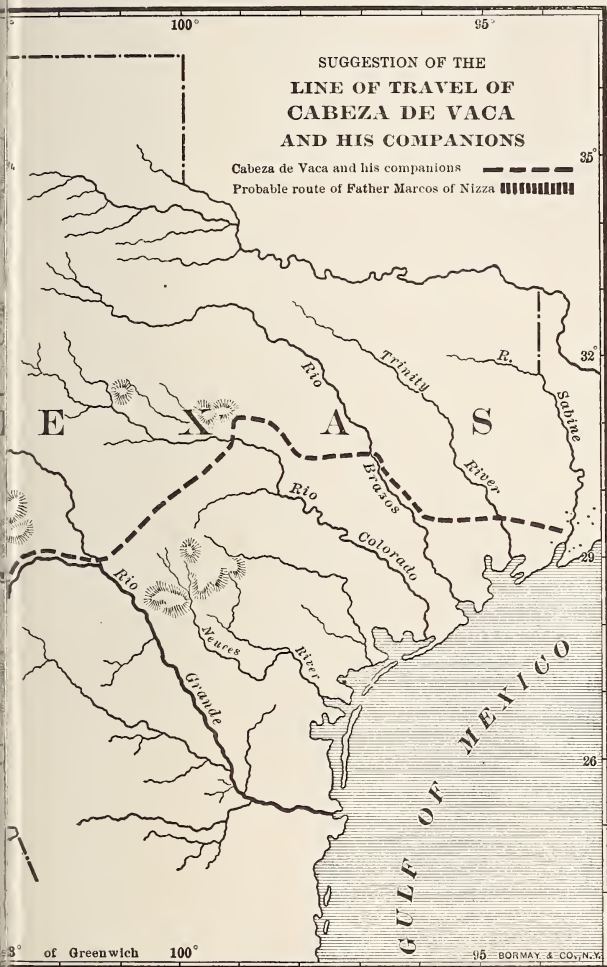 100°
95°
SUGGESTION OF THE
LINE OF TRAVEL OF
CABEZA DE VACA
AND HIS COMPANIONS
Cabeza de Vaca and his companions
Probable route of Father Marcos of Nizza
35°
32°
R.
Sabine
Trinity
River
Rio
Brazos
E X A S
Rio
Colorado
29
Rio
Grande
Neuces
River
26
GULF OF MEXICO
of Greenwich
100°
95
BORMAY & CO., N.Y.